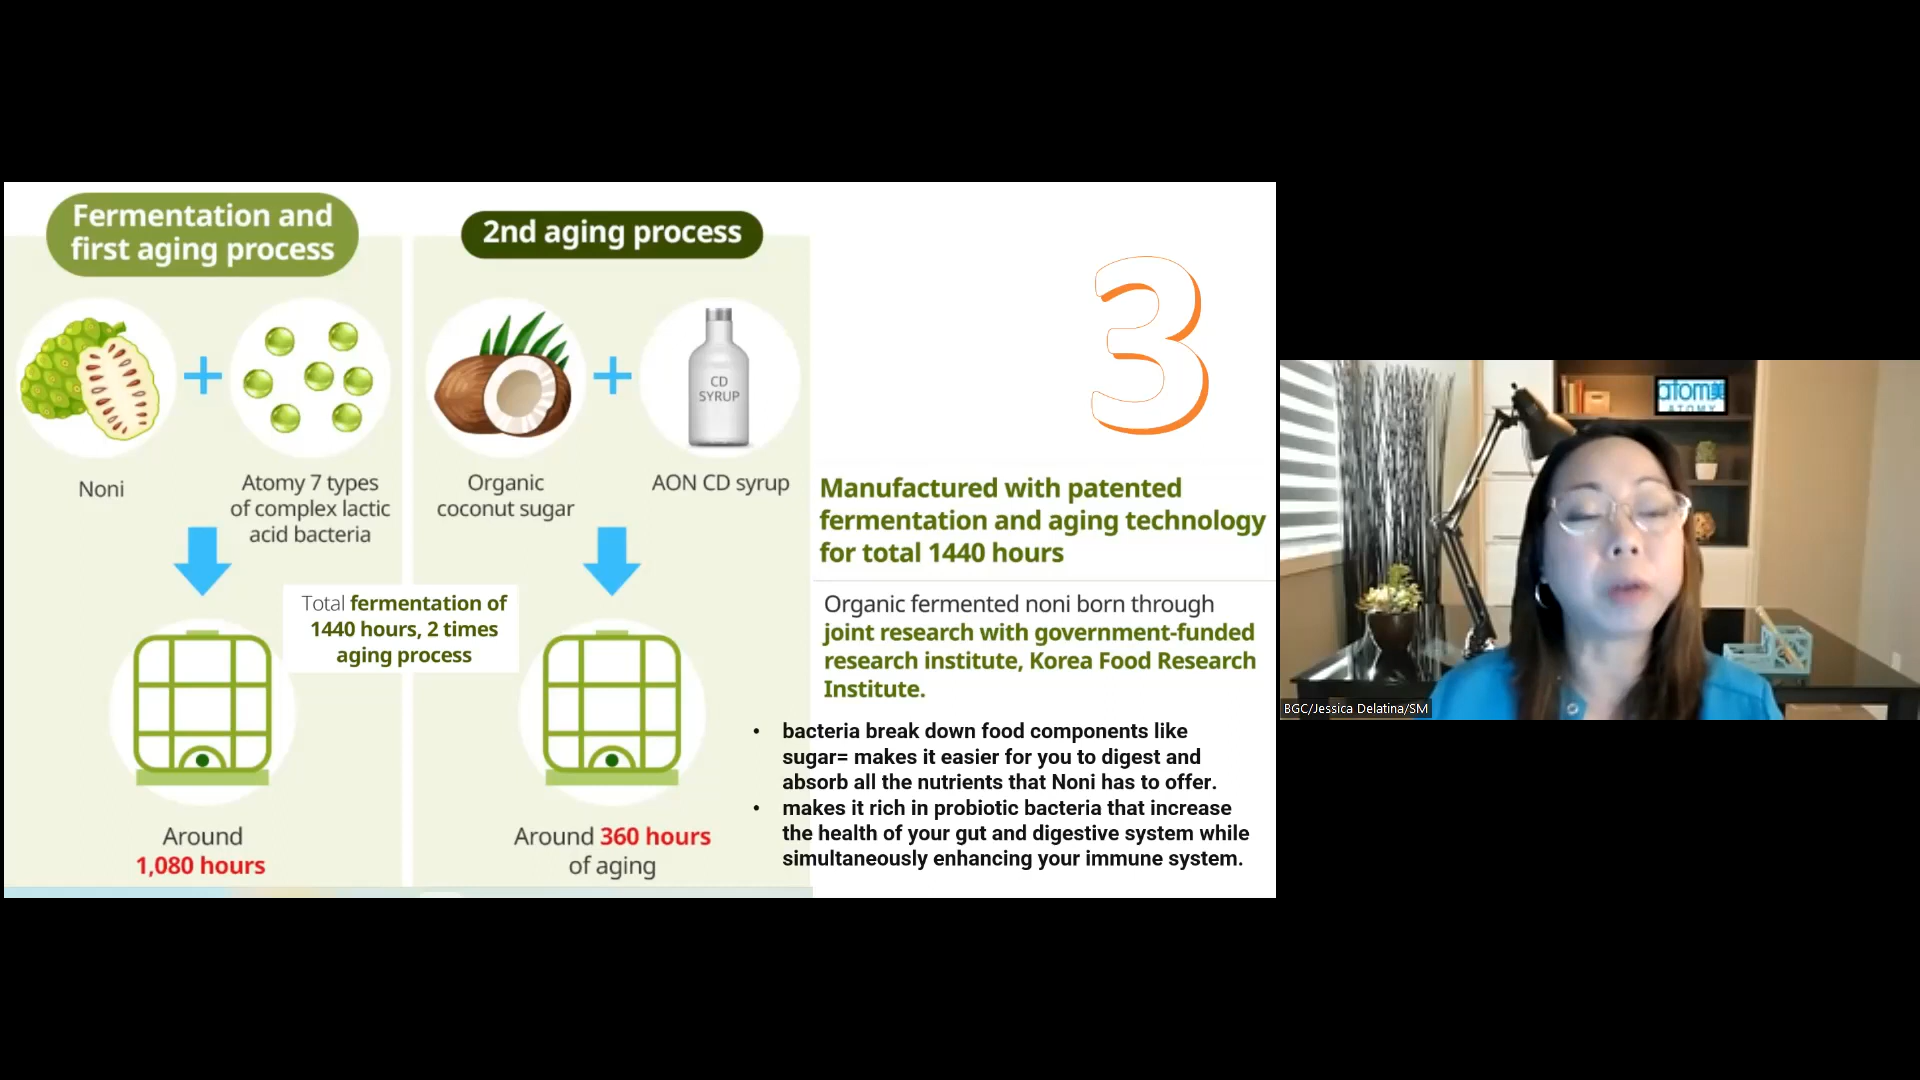 Fermentation and
first aging process
Noni
Atomy 7 types
of complex lactic
acid bacteria
Around
1,080 hours
Total fermentation of
1440 hours, 2 times
aging process
2nd aging process
CD
SYRUP
Organic
coconut sugar
AON CD syrup
Around 360 hours
of aging
3
Manufactured with patented
fermentation and aging technology
for total 1440 hours
Organic fermented noni born through
joint research with government-funded
research institute, Korea Food Research
Institute.
• bacteria break down food components like
sugar= makes it easier for you to digest and
absorb all the nutrients that Noni has to offer.
• makes it rich in probiotic bacteria that increase
the health of your gut and digestive system while
simultaneously enhancing your immune system.
atom美
ATOMY
BGC/Jessica Delatina/SM